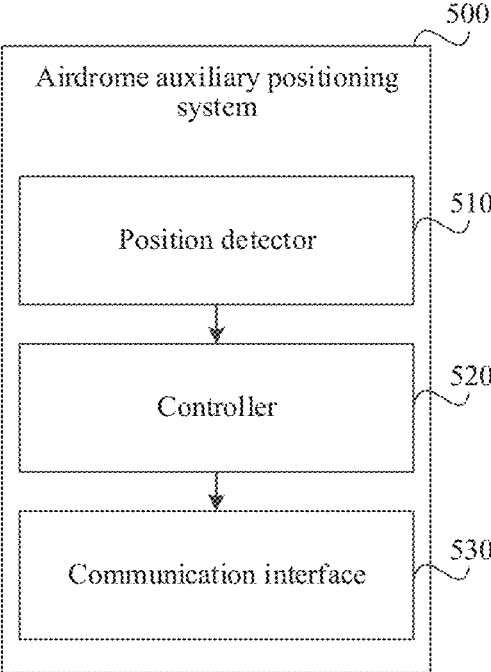 500
Airdrome auxiliary positioning
system
510
Position detector
520
Controller
530
Communication interface